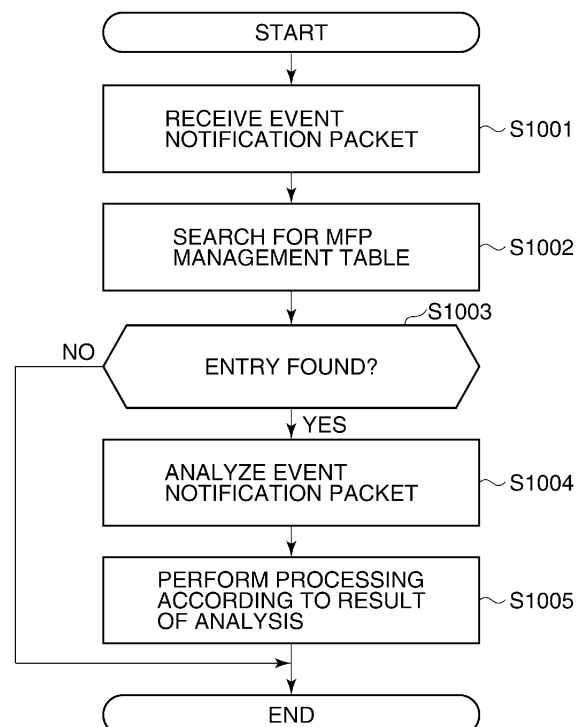 START
RECEIVE EVENT
NOTIFICATION PACKET
S1001
SEARCH FOR MFP
MANAGEMENT TABLE
S1002
S1003
NO
ENTRY FOUND?
YES
ANALYZE EVENT
NOTIFICATION PACKET
S1004
PERFORM PROCESSING
ACCORDING TO RESULT
OF ANALYSIS
S1005
END